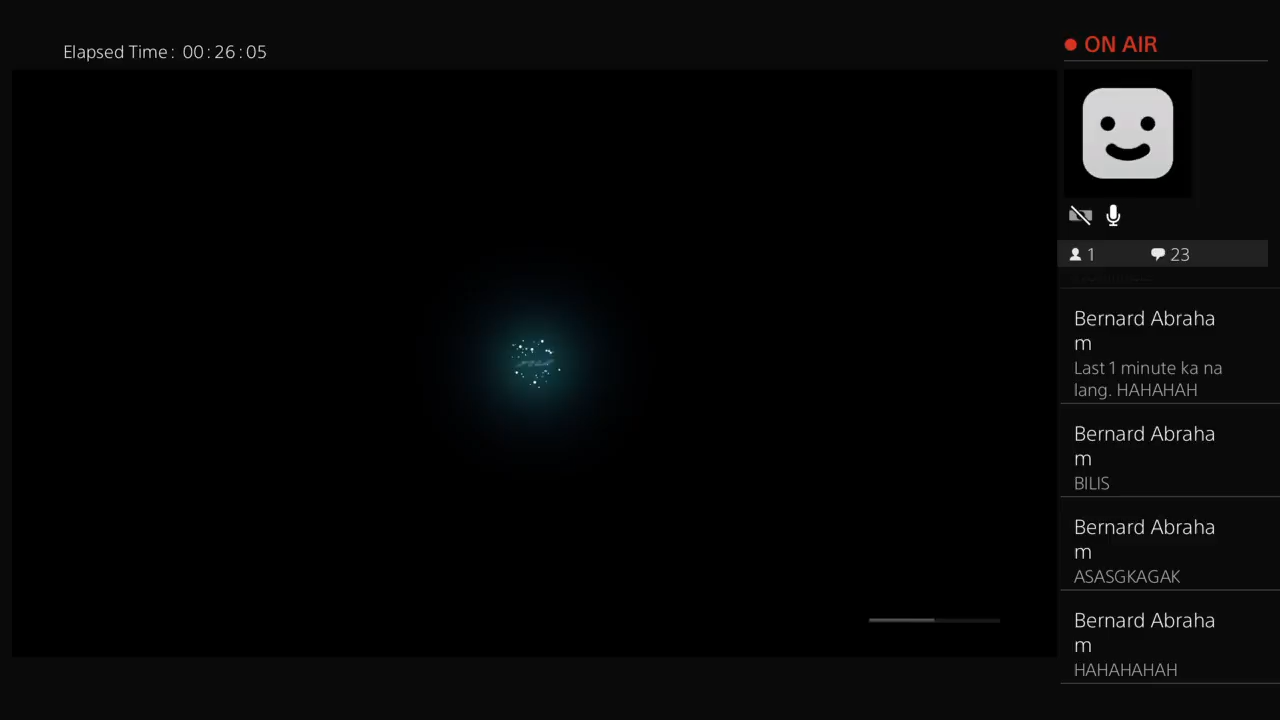 Elapsed Time: 00:26:05
ON AIR
1 23
Bernard Abraha
m
Last 1 minute ka na
lang. HAHAHAH
Bernard Abraha
m
BILIS
Bernard Abraha
m
ASASGKAGAK
Bernard Abraha
m
HAHAHAHAH